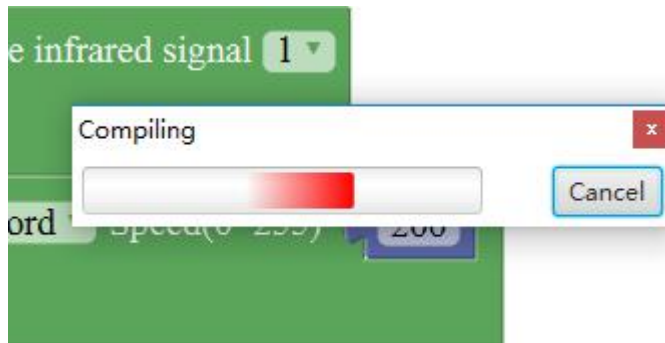 e infrared signal 1
Compiling
x
Cancel
ord Speed(0~255) 200